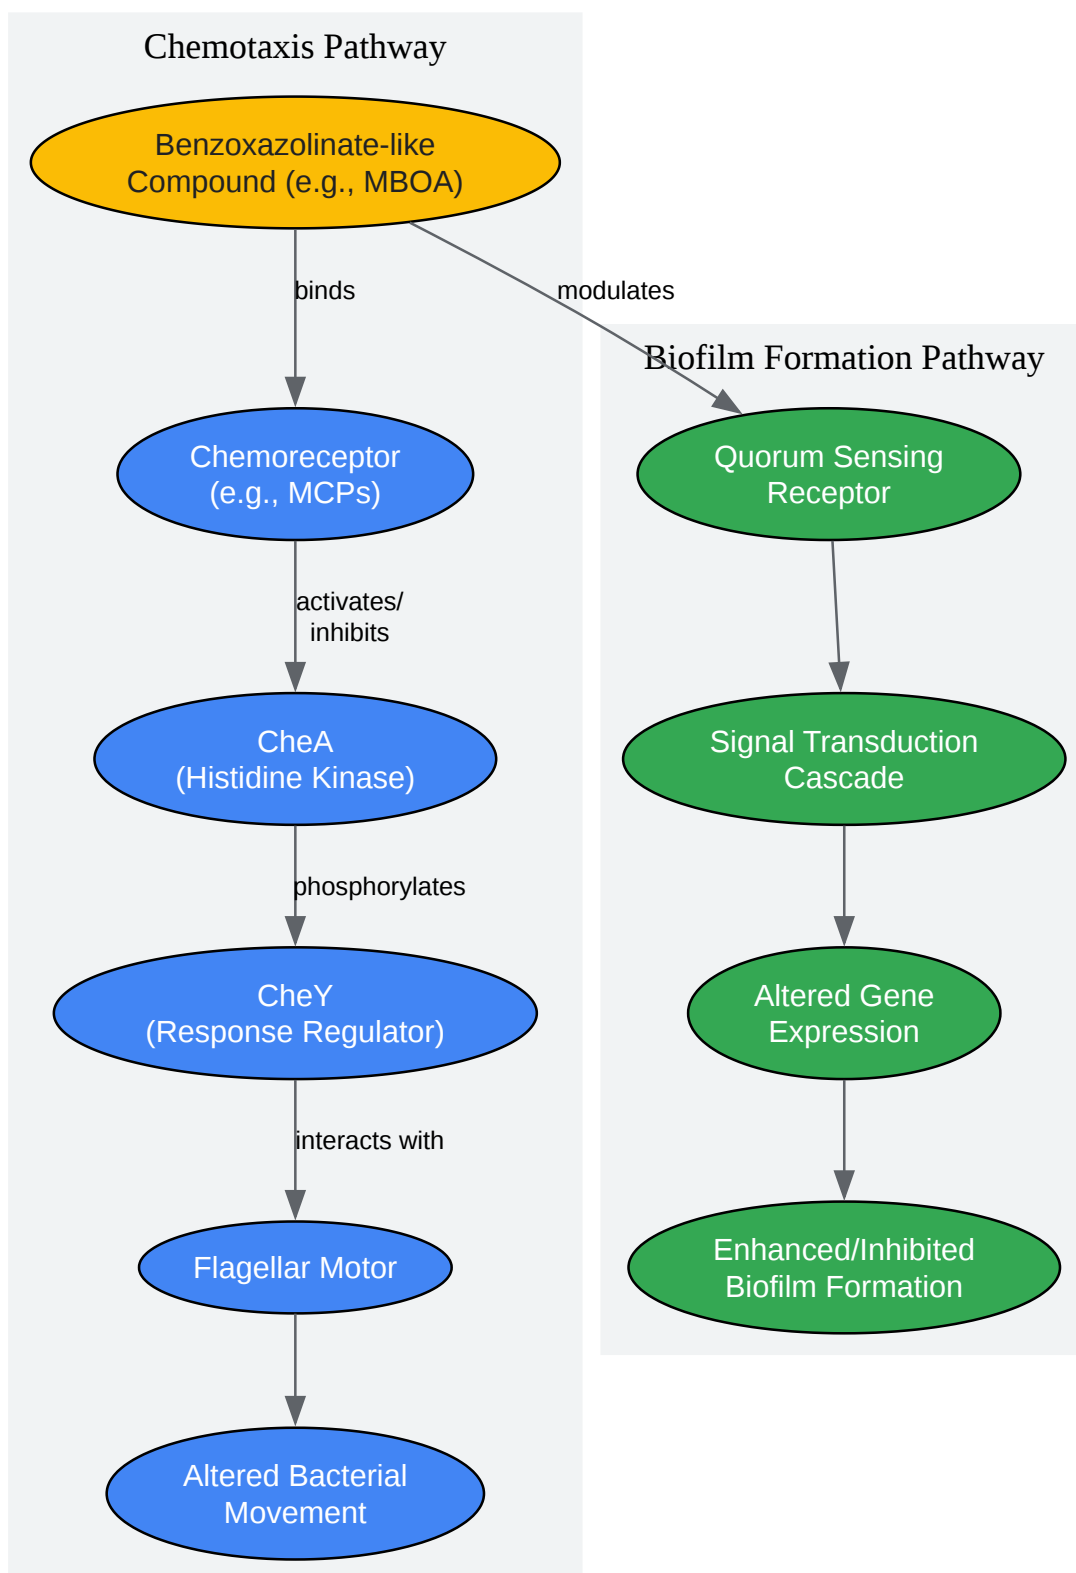 Chemotaxis Pathway
Benzoxazolinate-like
Compound (e.g., MBOA)
binds
modulates
Biofilm Formation Pathway
Chemoreceptor
(e.g., MCPs)
Quorum Sensing
Receptor
activates/
inhibits
CheA
(Histidine Kinase)
Signal Transduction
Cascade
phosphorylates
CheY
(Response Regulator)
Altered Gene
Expression
interacts with
Flagellar Motor
Enhanced/Inhibited
Biofilm Formation
Altered Bacterial
Movement